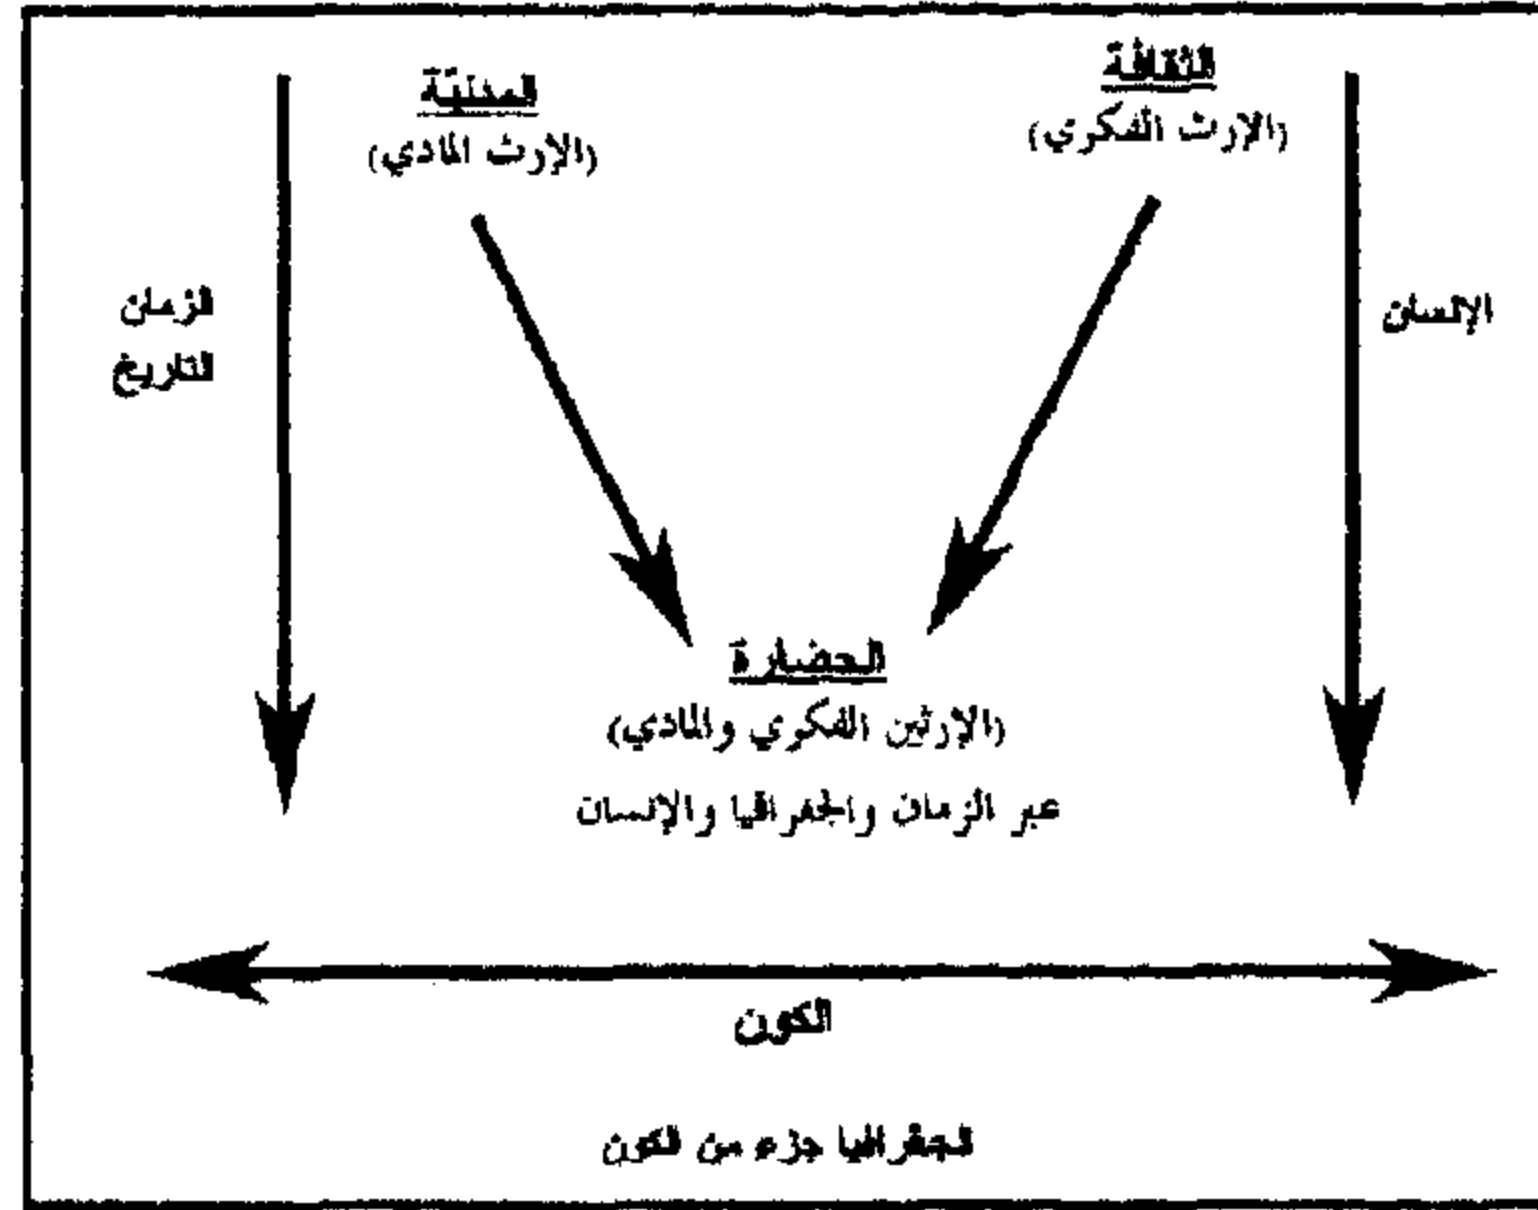 الثقافة
(الإرث الفكري)
المدنيّة
(الإرث المادي)
الإنسان
الزمان
التاريخ
الحضارة
(الإرثين الفكري والمادي)
عبر الزمان والجغرافيا والإنسان
الكون
الجغرافيا جزء من الكون